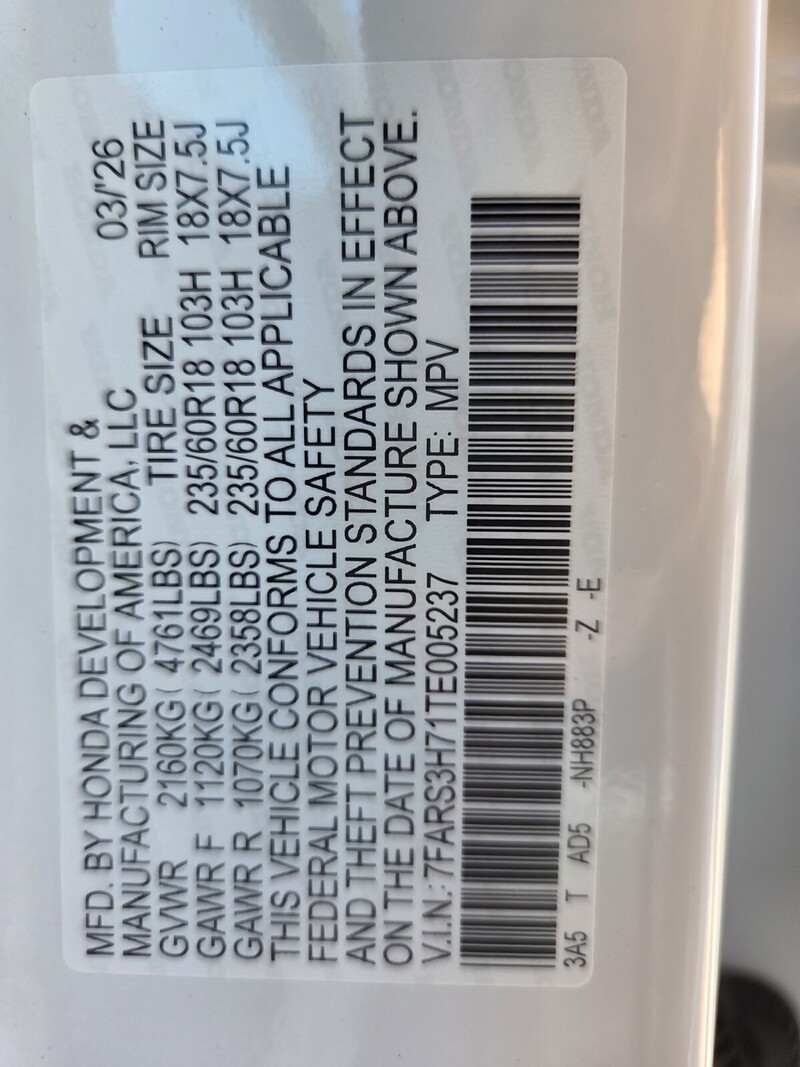 MFD. BY HONDA DEVELOPMENT & 03/'26
MANUFACTURING OF AMERICA, LLC
TIRE SIZE RIM SIZE
GVWR 2160KG( 4761LBS)
GAWR F 1120KG( 2469LBS) 235/60R18 103H 18X7.5J
GAWR R 1070KG( 2358LBS) 235/60R18 103H 18X7.5J
THIS VEHICLE CONFORMS TO ALL APPLICABLE
FEDERAL MOTOR VEHICLE SAFETY
AND THEFT PREVENTION STANDARDS IN EFFECT
ON THE DATE OF MANUFACTURE SHOWN ABOVE.
V.I.N.: 7FARS3H71TE005237 TYPE: MPV
3A5 T AD5 -NH883P -Z -E